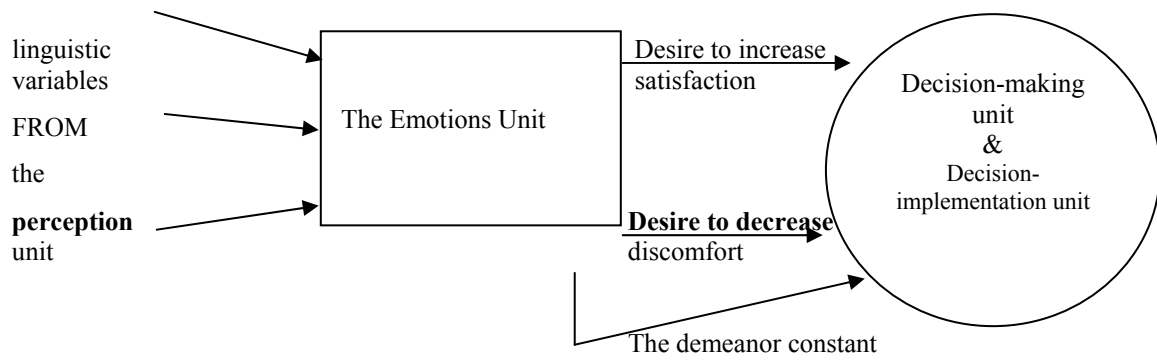 linguistic
variables
FROM
the
perception
unit
The Emotions Unit
Desire to increase
satisfaction
Desire to decrease
discomfort
The demeanor constant
Decision-making
unit
&
Decision-
implementation unit